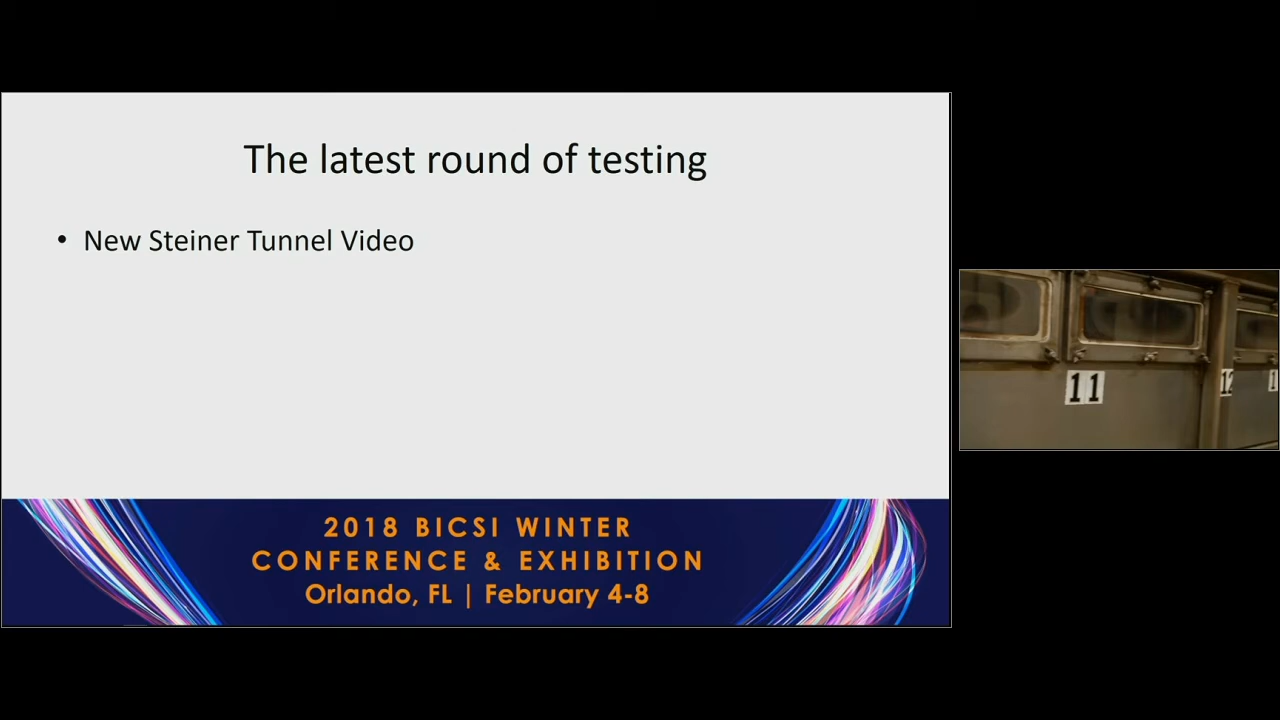 The latest round of testing
• New Steiner Tunnel Video
2018 BICSI WINTER
CONFERENCE & EXHIBITION
Orlando, FL | February 4-8
11
12